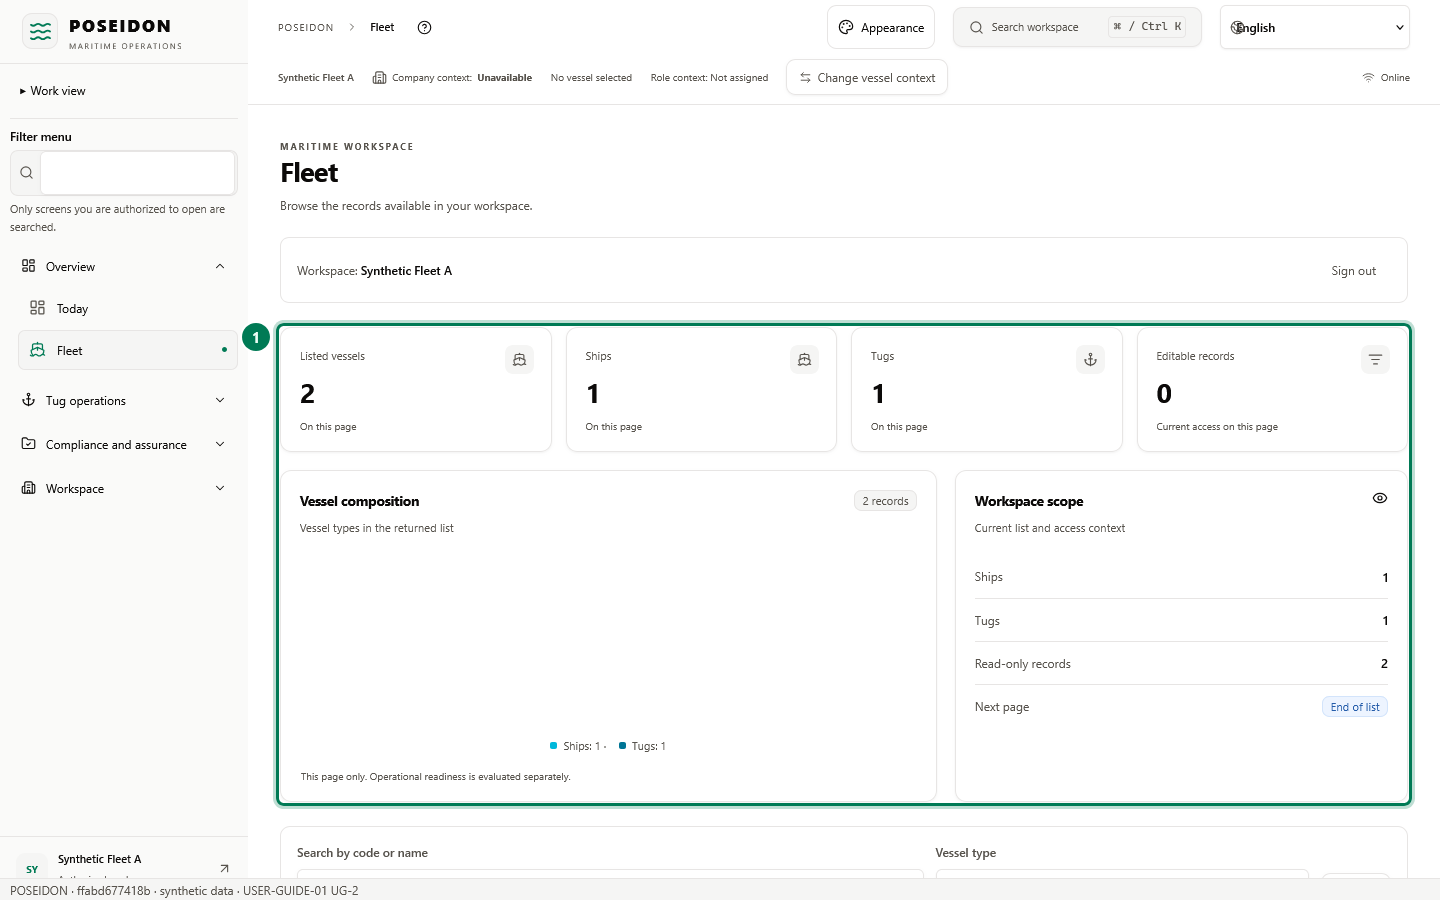 POSEIDON
MARITIME OPERATIONS
Work view
Filter menu
Only screens you are authorized to open are
searched.
Overview
Today
Fleet
Tug operations
Compliance and assurance
Workspace
SY
Synthetic Fleet A
POSEIDON
Fleet
Appearance
Search workspace
⌘ / Ctrl K
English
Synthetic Fleet A
Company context: Unavailable
No vessel selected
Role context: Not assigned
Change vessel context
Online
MARITIME WORKSPACE
Fleet
Browse the records available in your workspace.
Workspace: Synthetic Fleet A
Sign out
1
Listed vessels
2
On this page
Ships
1
On this page
Tugs
1
On this page
Editable records
0
Current access on this page
Vessel composition
2 records
Vessel types in the returned list
Ships: 1 ·
Tugs: 1
This page only. Operational readiness is evaluated separately.
Workspace scope
Current list and access context
Ships 1
Tugs 1
Read-only records 2
Next page End of list
Search by code or name
Vessel type
POSEIDON · ffabd677418b · synthetic data · USER-GUIDE-01 UG-2